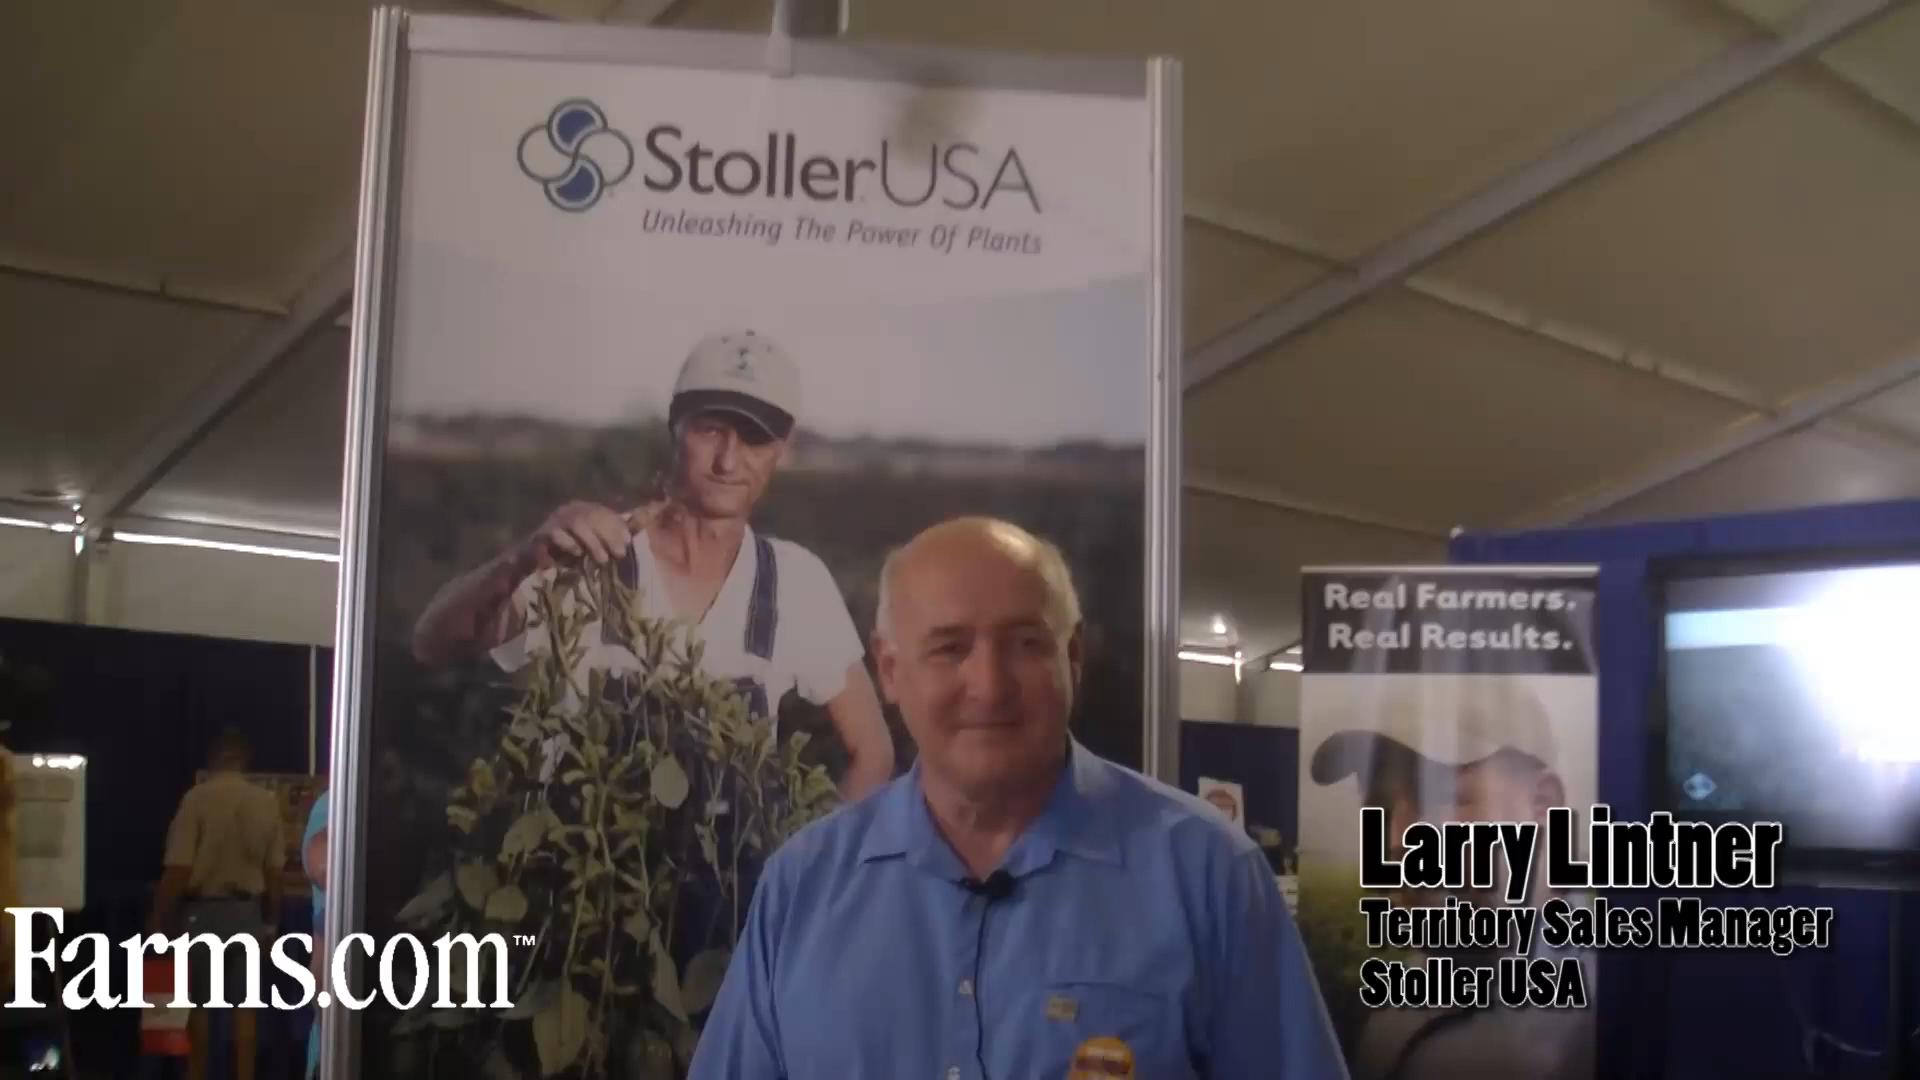 StollerUSA
Unleashing The Power Of Plants
Real Farmers.
Real Results.
Larry Lintner
Territory Sales Manager
Stoller USA
Farms.com™